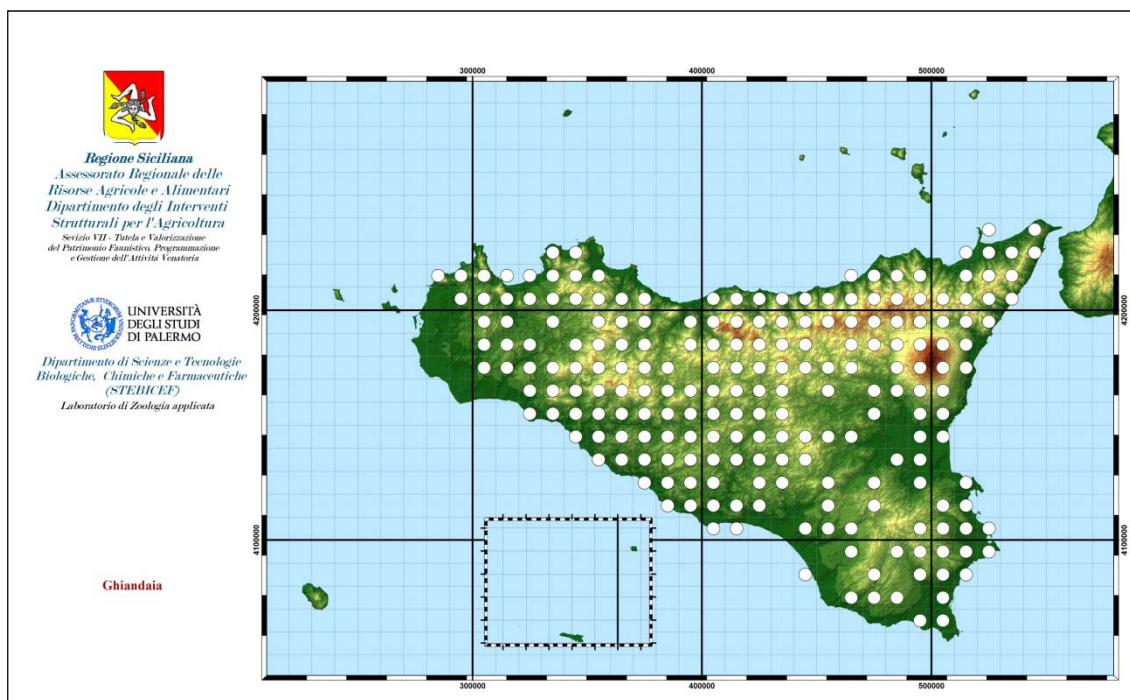 Regione Siciliana
Assessorato Regionale delle
Risorse Agricole e Alimentari
Dipartimento degli Interventi
Strutturali per l'Agricoltura
Sevizio VII - Tutela e Valorizzazione
del Patrimonio Faunistico, Programmazione
e Gestione dell'Attività Venatoria
UNIVERSITÀ
DEGLI STUDI
DI PALERMO
Dipartimento di Scienze e Tecnologie
Biologiche, Chimiche e Farmaceutiche
(STEBICEF)
Laboratorio di Zoologia applicata
Ghiandaia
300000
400000
500000
4200000
4200000
4100000
4100000
300000
400000
500000